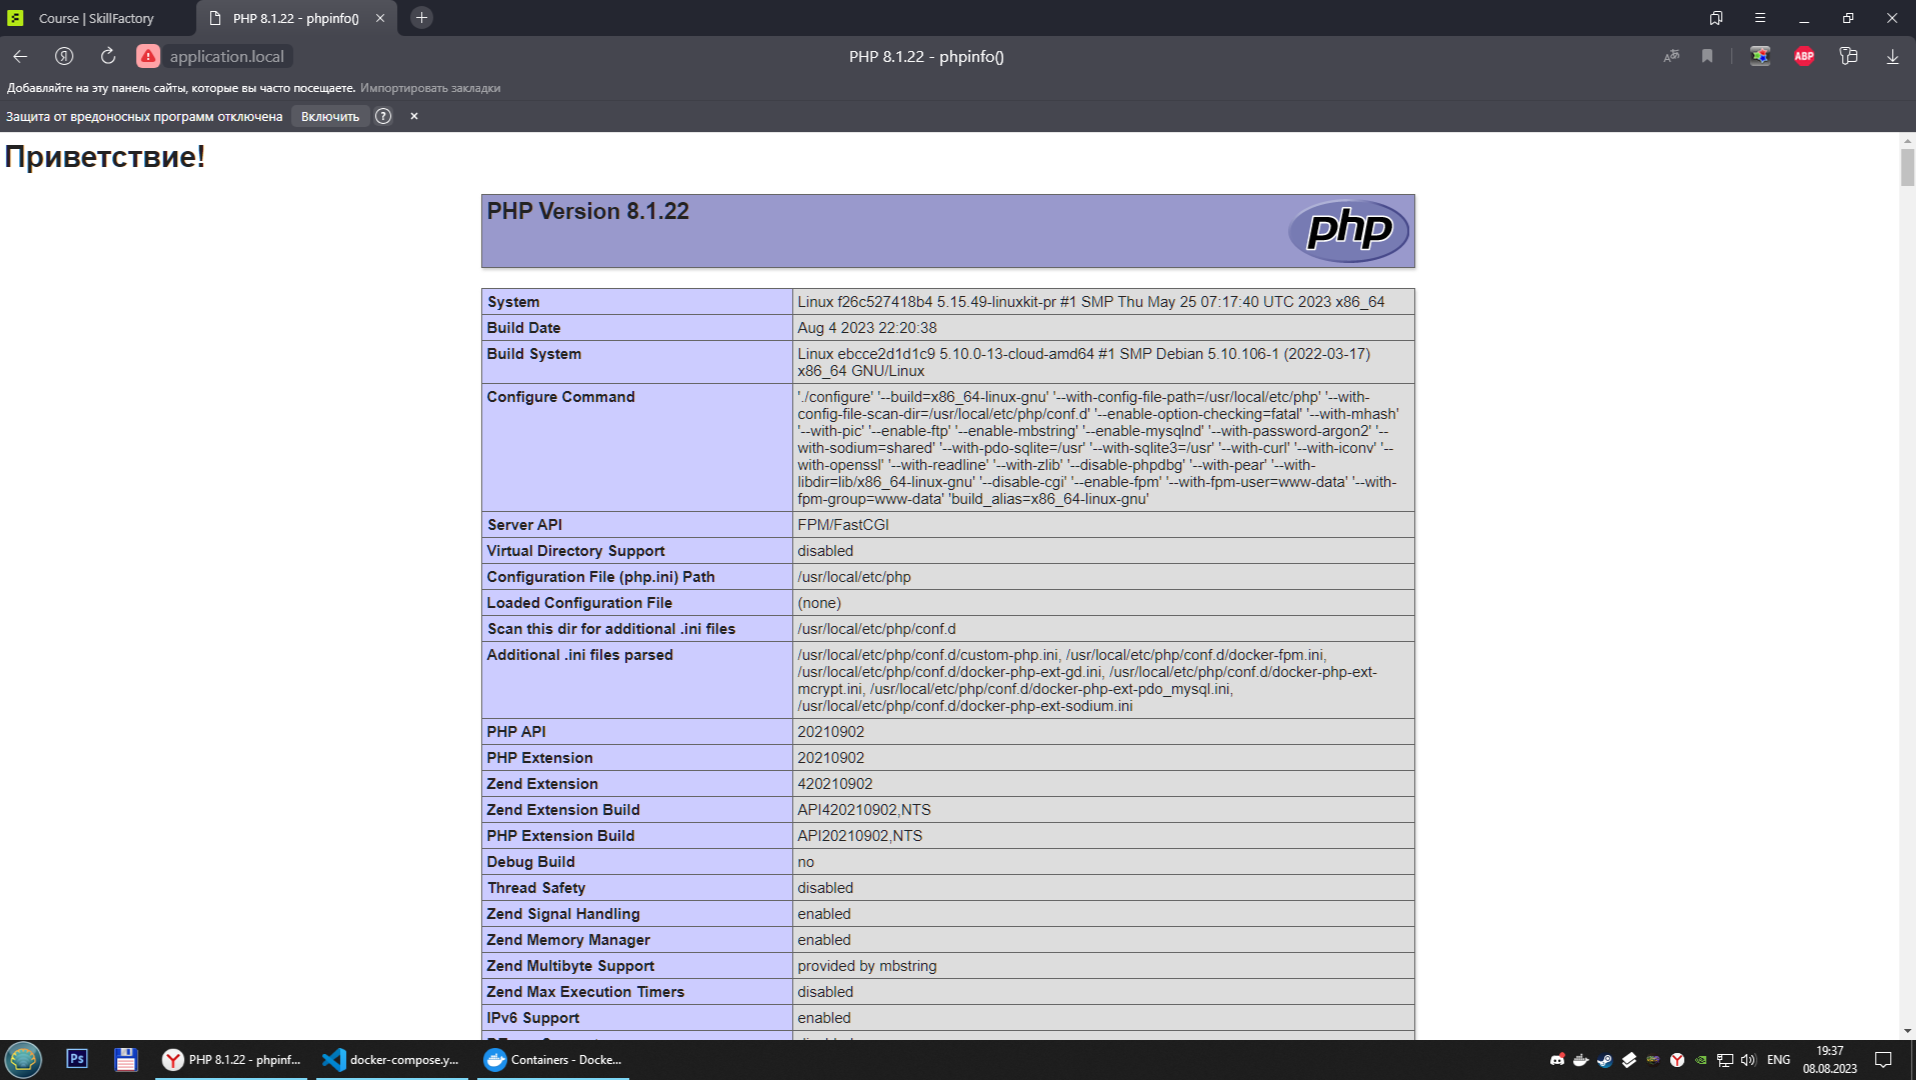 Course | SkillFactory
PHP 8.1.22 - phpinfo()
application.local
PHP 8.1.22 - phpinfo()
ABP
Добавляйте на эту панель сайты, которые вы часто посещаете. Импортировать закладки
Защита от вредоносных программ отключена Включить ?
Приветствие!
PHP Version 8.1.22
php
System Linux f26c527418b4 5.15.49-linuxkit-pr #1 SMP Thu May 25 07:17:40 UTC 2023 x86_64
Build Date Aug 4 2023 22:20:38
Build System Linux ebcce2d1d1c9 5.10.0-13-cloud-amd64 #1 SMP Debian 5.10.106-1 (2022-03-17)
x86_64 GNU/Linux
Configure Command './configure' '--build=x86_64-linux-gnu' '--with-config-file-path=/usr/local/etc/php' '--with-
config-file-scan-dir=/usr/local/etc/php/conf.d' '--enable-option-checking=fatal' '--with-mhash'
'--with-pic' '--enable-ftp' '--enable-mbstring' '--enable-mysqlnd' '--with-password-argon2' '--
with-sodium=shared' '--with-pdo-sqlite=/usr' '--with-sqlite3=/usr' '--with-curl' '--with-iconv' '--
with-openssl' '--with-readline' '--with-zlib' '--disable-phpdbg' '--with-pear' '--with-
libdir=lib/x86_64-linux-gnu' '--disable-cgi' '--enable-fpm' '--with-fpm-user=www-data' '--with-
fpm-group=www-data' 'build_alias=x86_64-linux-gnu'
Server API FPM/FastCGI
Virtual Directory Support disabled
Configuration File (php.ini) Path /usr/local/etc/php
Loaded Configuration File (none)
Scan this dir for additional .ini files /usr/local/etc/php/conf.d
Additional .ini files parsed /usr/local/etc/php/conf.d/custom-php.ini, /usr/local/etc/php/conf.d/docker-fpm.ini,
/usr/local/etc/php/conf.d/docker-php-ext-gd.ini, /usr/local/etc/php/conf.d/docker-php-ext-
mcrypt.ini, /usr/local/etc/php/conf.d/docker-php-ext-pdo_mysql.ini,
/usr/local/etc/php/conf.d/docker-php-ext-sodium.ini
PHP API 20210902
PHP Extension 20210902
Zend Extension 420210902
Zend Extension Build API420210902,NTS
PHP Extension Build API20210902,NTS
Debug Build no
Thread Safety disabled
Zend Signal Handling enabled
Zend Memory Manager enabled
Zend Multibyte Support provided by mbstring
Zend Max Execution Timers disabled
IPv6 Support enabled
Ps
PHP 8.1.22 - phpinf...
docker-compose.y...
Containers - Docke...
ENG
19:37
08.08.2023